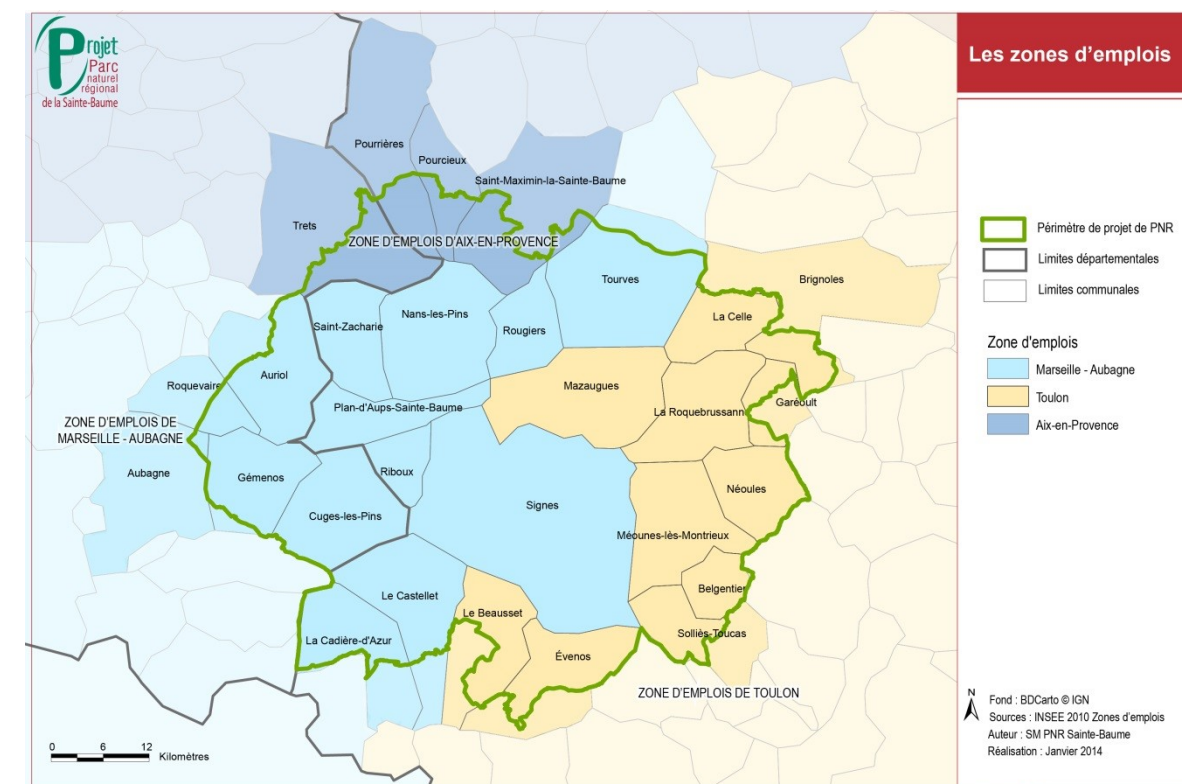 Projet
Parc
naturel
régional
de la Sainte-Baume
Les zones d'emplois
Pourrières
Pourcieux
Saint-Maximin-la-Sainte-Baume
Trets
ZONE D'EMPLOIS D'AIX-EN-PROVENCE
Tourves
Brignoles
Nans-les-Pins
La Celle
Saint-Zacharie
Rougiers
Auriol
Roquevaire
Mazaugues
Garéoult
Plan-d'Aups-Sainte-Baume
La Roquebrussann
ZONE D'EMPLOIS DE
MARSEILLE - AUBAGNE
Aubagne
Gémenos
Riboux
Néoules
Signes
Cuges-les-Pins
Méounes-lès-Montrieux
Belgentier
Le Castellet
Le Beausset
Solliès-Toucas
La Cadière-d'Azur
Évenos
ZONE D'EMPLOIS DE TOULON
0 6 12
Kilomètres
Périmètre de projet de PNR
Limites départementales
Limites communales
Zone d'emplois
Marseille - Aubagne
Toulon
Aix-en-Provence
N
Fond : BDCarto © IGN
Sources : INSEE 2010 Zones d'emplois
Auteur : SM PNR Sainte-Baume
Réalisation : Janvier 2014